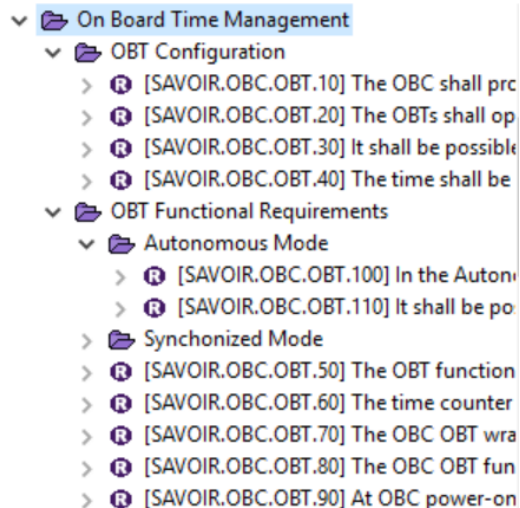 On Board Time Management
OBT Configuration
[SAVOIR.OBC.OBT.10] The OBC shall prc
[SAVOIR.OBC.OBT.20] The OBTs shall op
[SAVOIR.OBC.OBT.30] It shall be possible
[SAVOIR.OBC.OBT.40] The time shall be
OBT Functional Requirements
Autonomous Mode
[SAVOIR.OBC.OBT.100] In the Auton
[SAVOIR.OBC.OBT.110] It shall be po
Synchonized Mode
[SAVOIR.OBC.OBT.50] The OBT function
[SAVOIR.OBC.OBT.60] The time counter
[SAVOIR.OBC.OBT.70] The OBC OBT wra
[SAVOIR.OBC.OBT.80] The OBC OBT fun
[SAVOIR.OBC.OBT.90] At OBC power-on